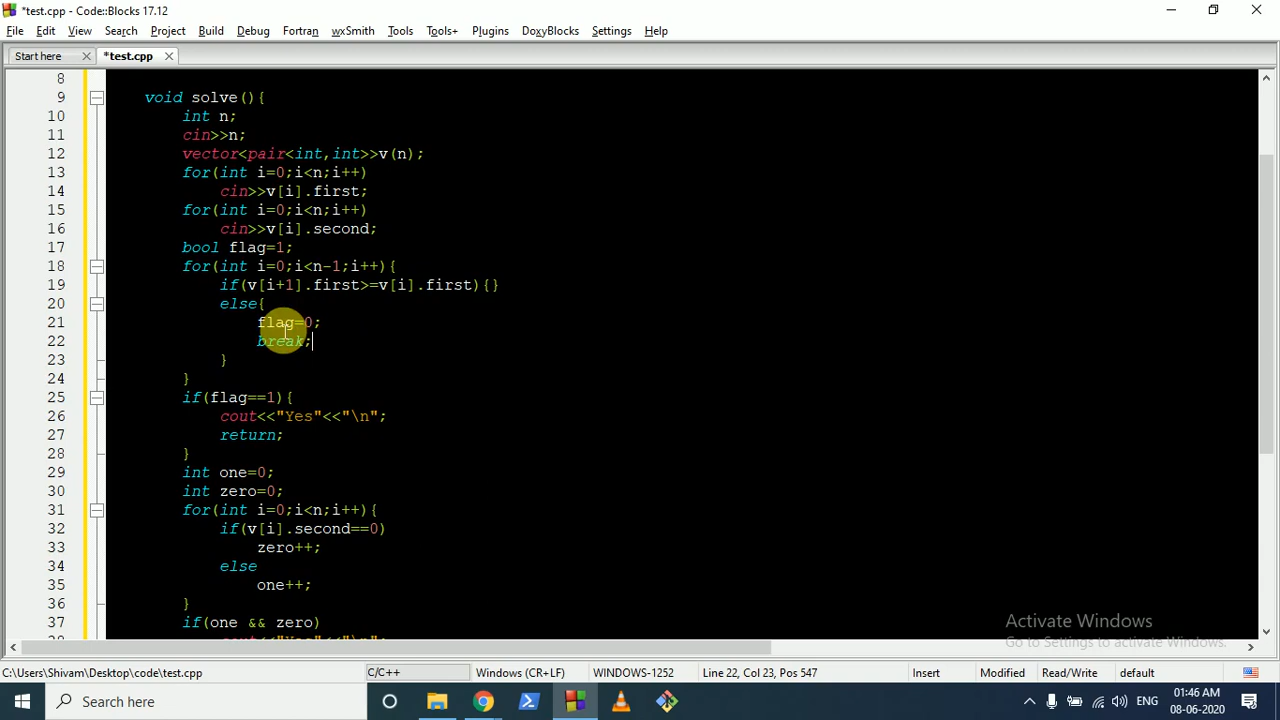 *test.cpp - Code::Blocks 17.12
File Edit View Search Project Build Debug Fortran wxSmith Tools Tools+ Plugins DoxyBlocks Settings Help
Start here *test.cpp
8
9 void solve(){
10 int n;
11 cin>>n;
12 vector<pair<int,int>>v(n);
13 for(int i=0;i<n;i++)
14 cin>>v[i].first;
15 for(int i=0;i<n;i++)
16 cin>>v[i].second;
17 bool flag=1;
18 for(int i=0;i<n-1;i++){
19 if(v[i+1].first>=v[i].first){}
20 else{
21 flag=0;
22 break;
23 }
24 }
25 if(flag==1){
26 cout<<"Yes"<<"\n";
27 return;
28 }
29 int one=0;
30 int zero=0;
31 for(int i=0;i<n;i++){
32 if(v[i].second==0)
33 zero++;
34 else
35 one++;
36 }
37 if(one && zero)
Activate Windows
Go to Settings to activate Windows.
C:\Users\Shivam\Desktop\code\test.cpp C/C++ Windows (CR+LF) WINDOWS-1252 Line 22, Col 23, Pos 547 Insert Modified Read/Write default
Search here ENG 01:46 AM
08-06-2020